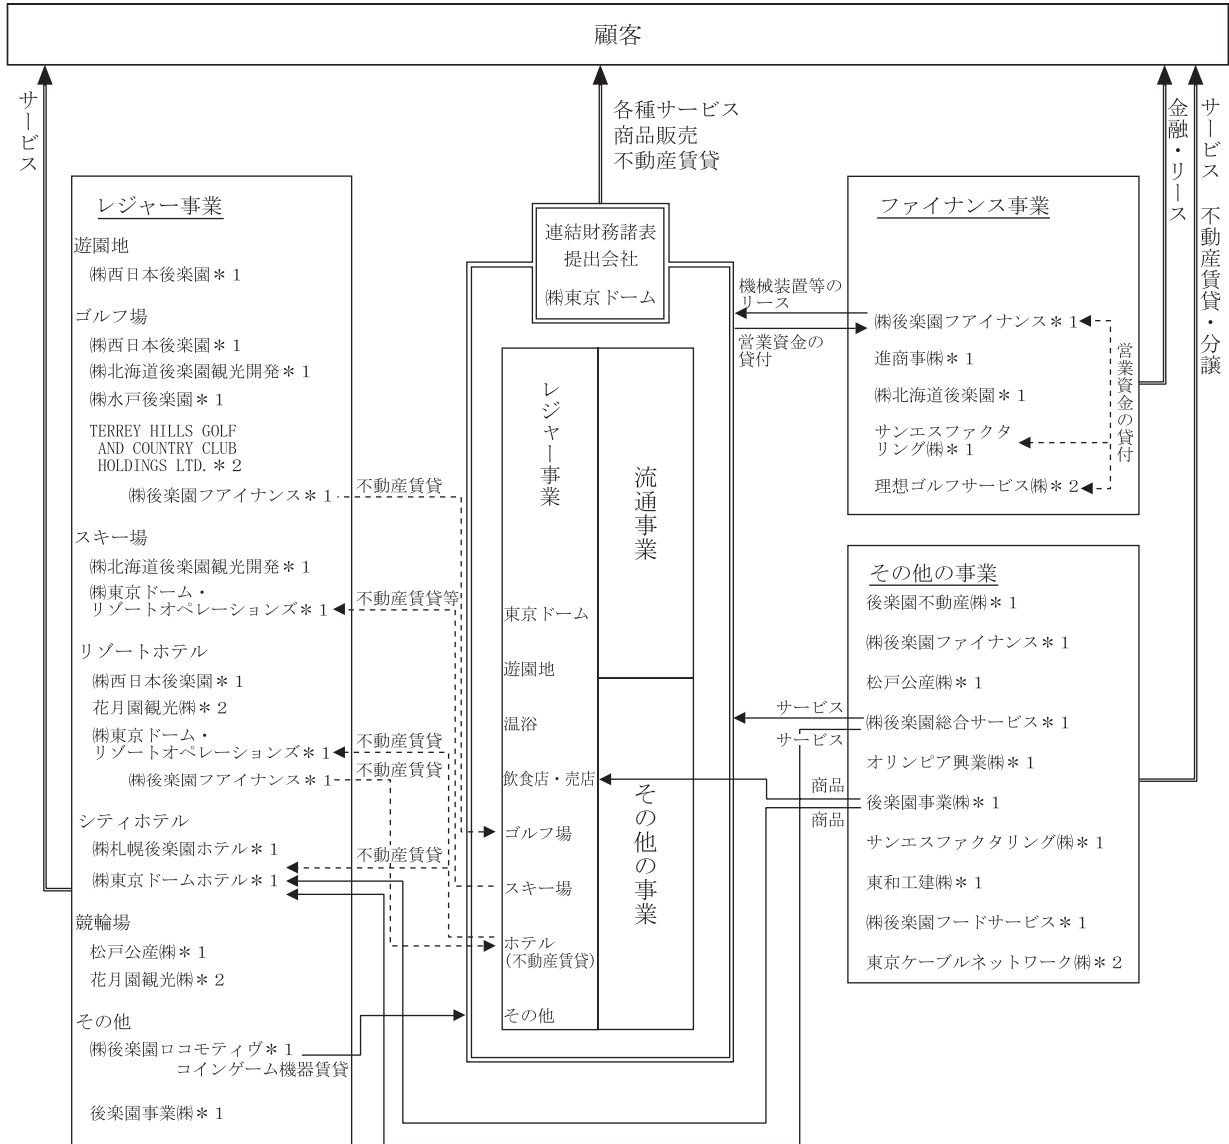 顧客
サービス
各種サービス
商品販売
不動産賃貸
金融・リース
サービス 不動産賃貸・分譲
レジャー事業
遊園地
㈱西日本後楽園＊1
ゴルフ場
㈱西日本後楽園＊1
㈱北海道後楽園観光開発＊1
㈱水戸後楽園＊1
TERREY HILLS GOLF
AND COUNTRY CLUB
HOLDINGS LTD.＊2
㈱後楽園フアイナンス＊1
不動産賃貸
スキー場
㈱北海道後楽園観光開発＊1
㈱東京ドーム・
リゾートオペレーションズ＊1
不動産賃貸等
リゾートホテル
㈱西日本後楽園＊1
花月園観光㈱＊2
㈱東京ドーム・
リゾートオペレーションズ＊1
不動産賃貸
㈱後楽園フアイナンス＊1
不動産賃貸
シティホテル
㈱札幌後楽園ホテル＊1
不動産賃貸
㈱東京ドームホテル＊1
競輪場
松戸公産㈱＊1
花月園観光㈱＊2
その他
㈱後楽園ロコモティヴ＊1
コインゲーム機器賃貸
後楽園事業㈱＊1
連結財務諸表
提出会社
㈱東京ドーム
レジャー事業
東京ドーム
遊園地
温浴
飲食店・売店
ゴルフ場
スキー場
ホテル
(不動産賃貸)
その他
流通事業
その他の事業
機械装置等の
リース
営業資金の
貸付
サービス
サービス
商品
商品
ファイナンス事業
㈱後楽園フアイナンス＊1
進商事㈱＊1
㈱北海道後楽園＊1
サンエスファクタ
リング㈱＊1
理想ゴルフサービス㈱＊2
営業資金の貸付
その他の事業
後楽園不動産㈱＊1
㈱後楽園ファイナンス＊1
松戸公産㈱＊1
㈱後楽園総合サービス＊1
オリンピア興業㈱＊1
後楽園事業㈱＊1
サンエスファクタリング㈱＊1
東和工建㈱＊1
㈱後楽園フードサービス＊1
東京ケーブルネットワーク㈱＊2